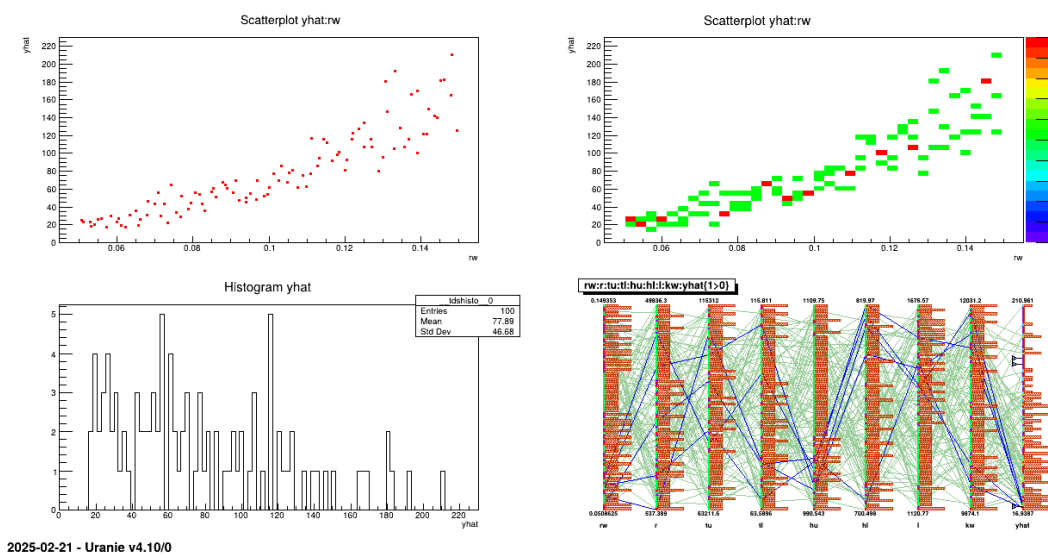 Scatterplot yhat:rw
yhat
220
200
180
160
140
120
100
80
60
40
20
0
0.06 0.08 0.1 0.12 0.14
rw
Scatterplot yhat:rw
yhat
220
200
180
160
140
120
100
80
60
40
20
0
0.06 0.08 0.1 0.12 0.14
rw
Histogram yhat
__tdshisto__0
Entries 100
Mean 77.89
Std Dev 46.68
5
4
3
2
1
0
0 20 40 60 80 100 120 140 160 180 200 220
yhat
rw:r:tu:tl:hu:hl:l:kw:yhat{1>0}
0.149353 49836.3 115312 115.811 1109.75 819.97 1676.57 12031.2 210.951
0.0509525 537.389 63211.6 63.5895 990.543 700.498 1120.77 9874.1 16.9387
rw r tu tl hu hl l kw yhat
2025-02-21 - Uranie v4.10/0